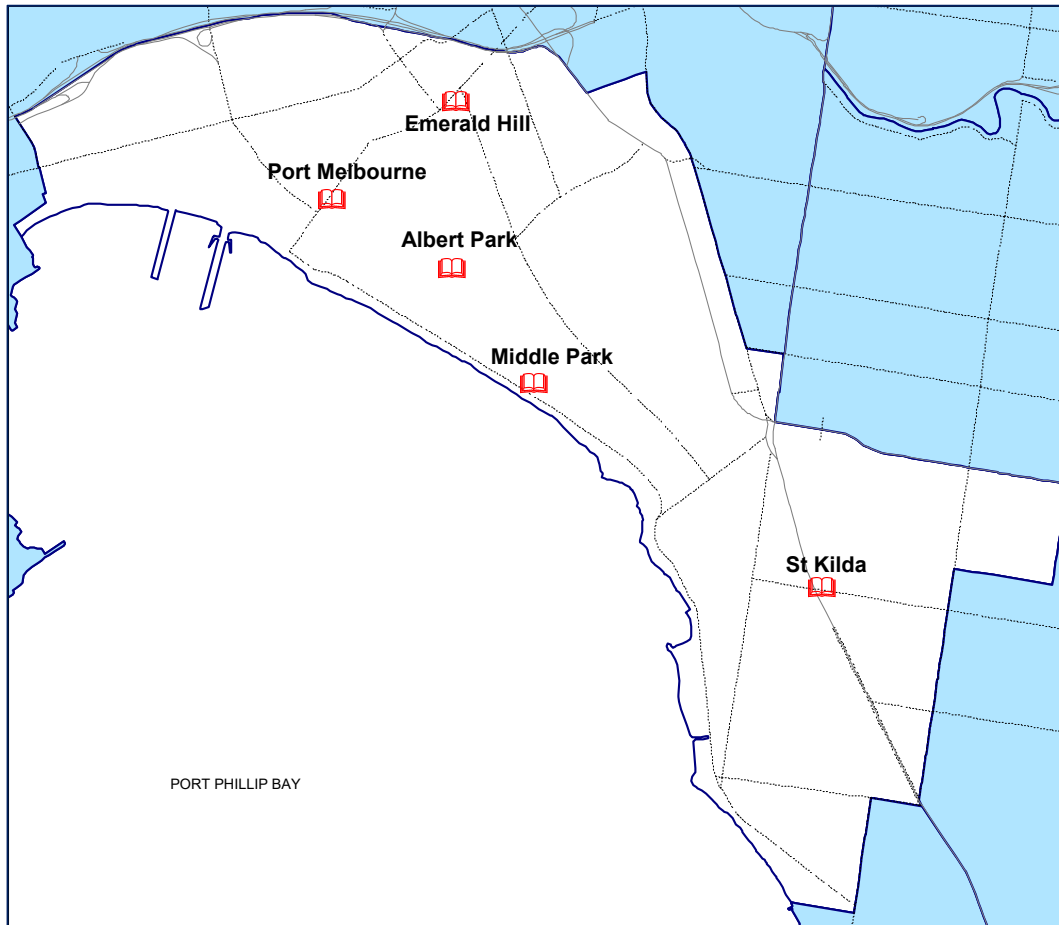 Emerald Hill
Port Melbourne
Albert Park
Middle Park
St Kilda
PORT PHILLIP BAY